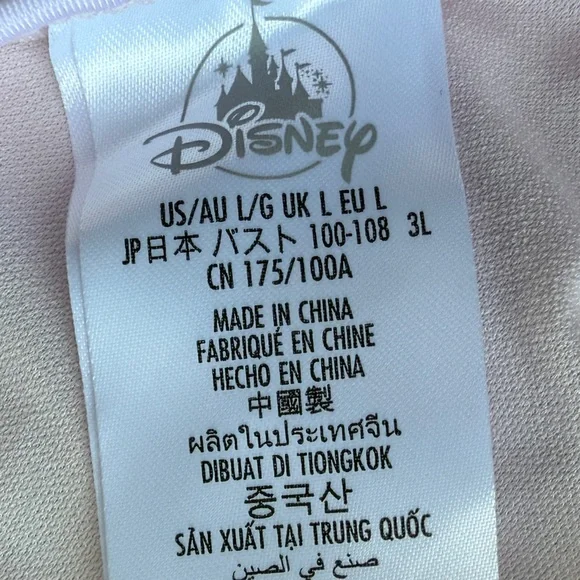 Disney
US/AU L/G UK L EU L
JP日本 バスト 100-108 3L
CN 175/100A
MADE IN CHINA
FABRIQUÉ EN CHINE
HECHO EN CHINA
中國製
ผลิตในประเทศจีน
DIBUAT DI TIONGKOK
중국산
SẢN XUẤT TẠI TRUNG QUỐC
صنع في الصين